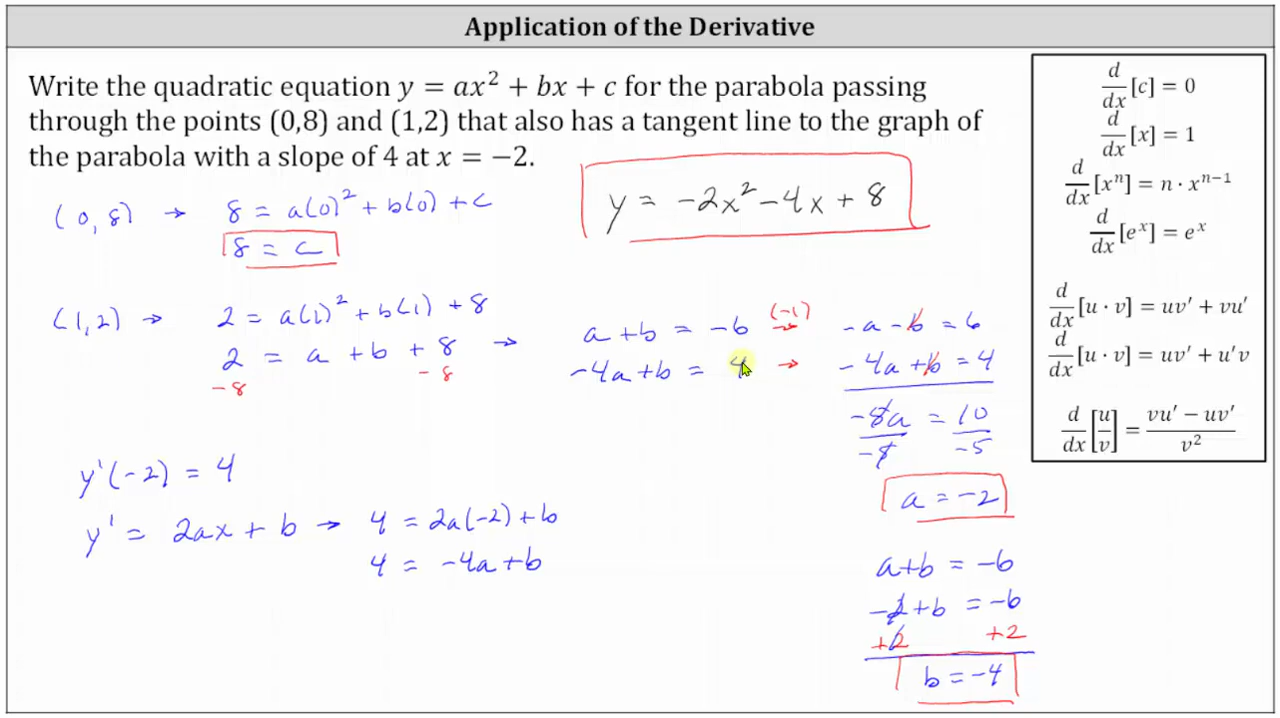 Application of the Derivative
Write the quadratic equation y = ax² + bx + c for the parabola passing
through the points (0,8) and (1,2) that also has a tangent line to the graph of
the parabola with a slope of 4 at x = −2.
(0, 8) → 8 = a(0)² + b(0) + c
8 = c
y = −2x² − 4x + 8
(1, 2) → 2 = a(1)² + b(1) + 8
2 = a + b + 8 →
−8 − 8
a + b = −6 (−1) →
−4a + b = 4 →
−a − b = 6
−4a + b = 4
−5a = 10
−5 −5
a = −2
a + b = −6
−2 + b = −6
+2 +2
b = −4
y'(−2) = 4
y' = 2ax + b → 4 = 2a(−2) + b
4 = −4a + b
d/dx [c] = 0
d/dx [x] = 1
d/dx [xⁿ] = n · xⁿ⁻¹
d/dx [eˣ] = eˣ
d/dx [u · v] = uv' + vu'
d/dx [u · v] = uv' + u'v
d/dx [u/v] = (vu' − uv')/v²